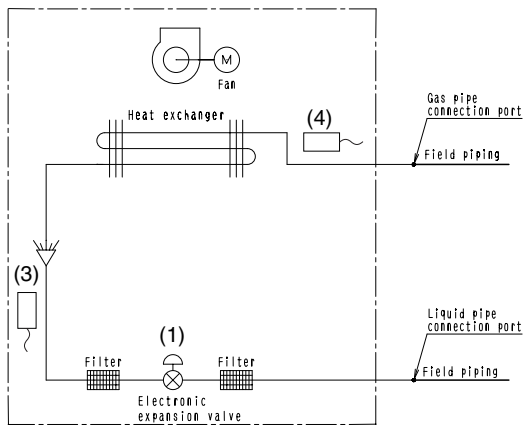 M
Fan
Heat exchanger
(4)
Gas pipe
connection port
Field piping
(3)
(1)
Filter
Filter
Electronic
expansion valve
Liquid pipe
connection port
Field piping